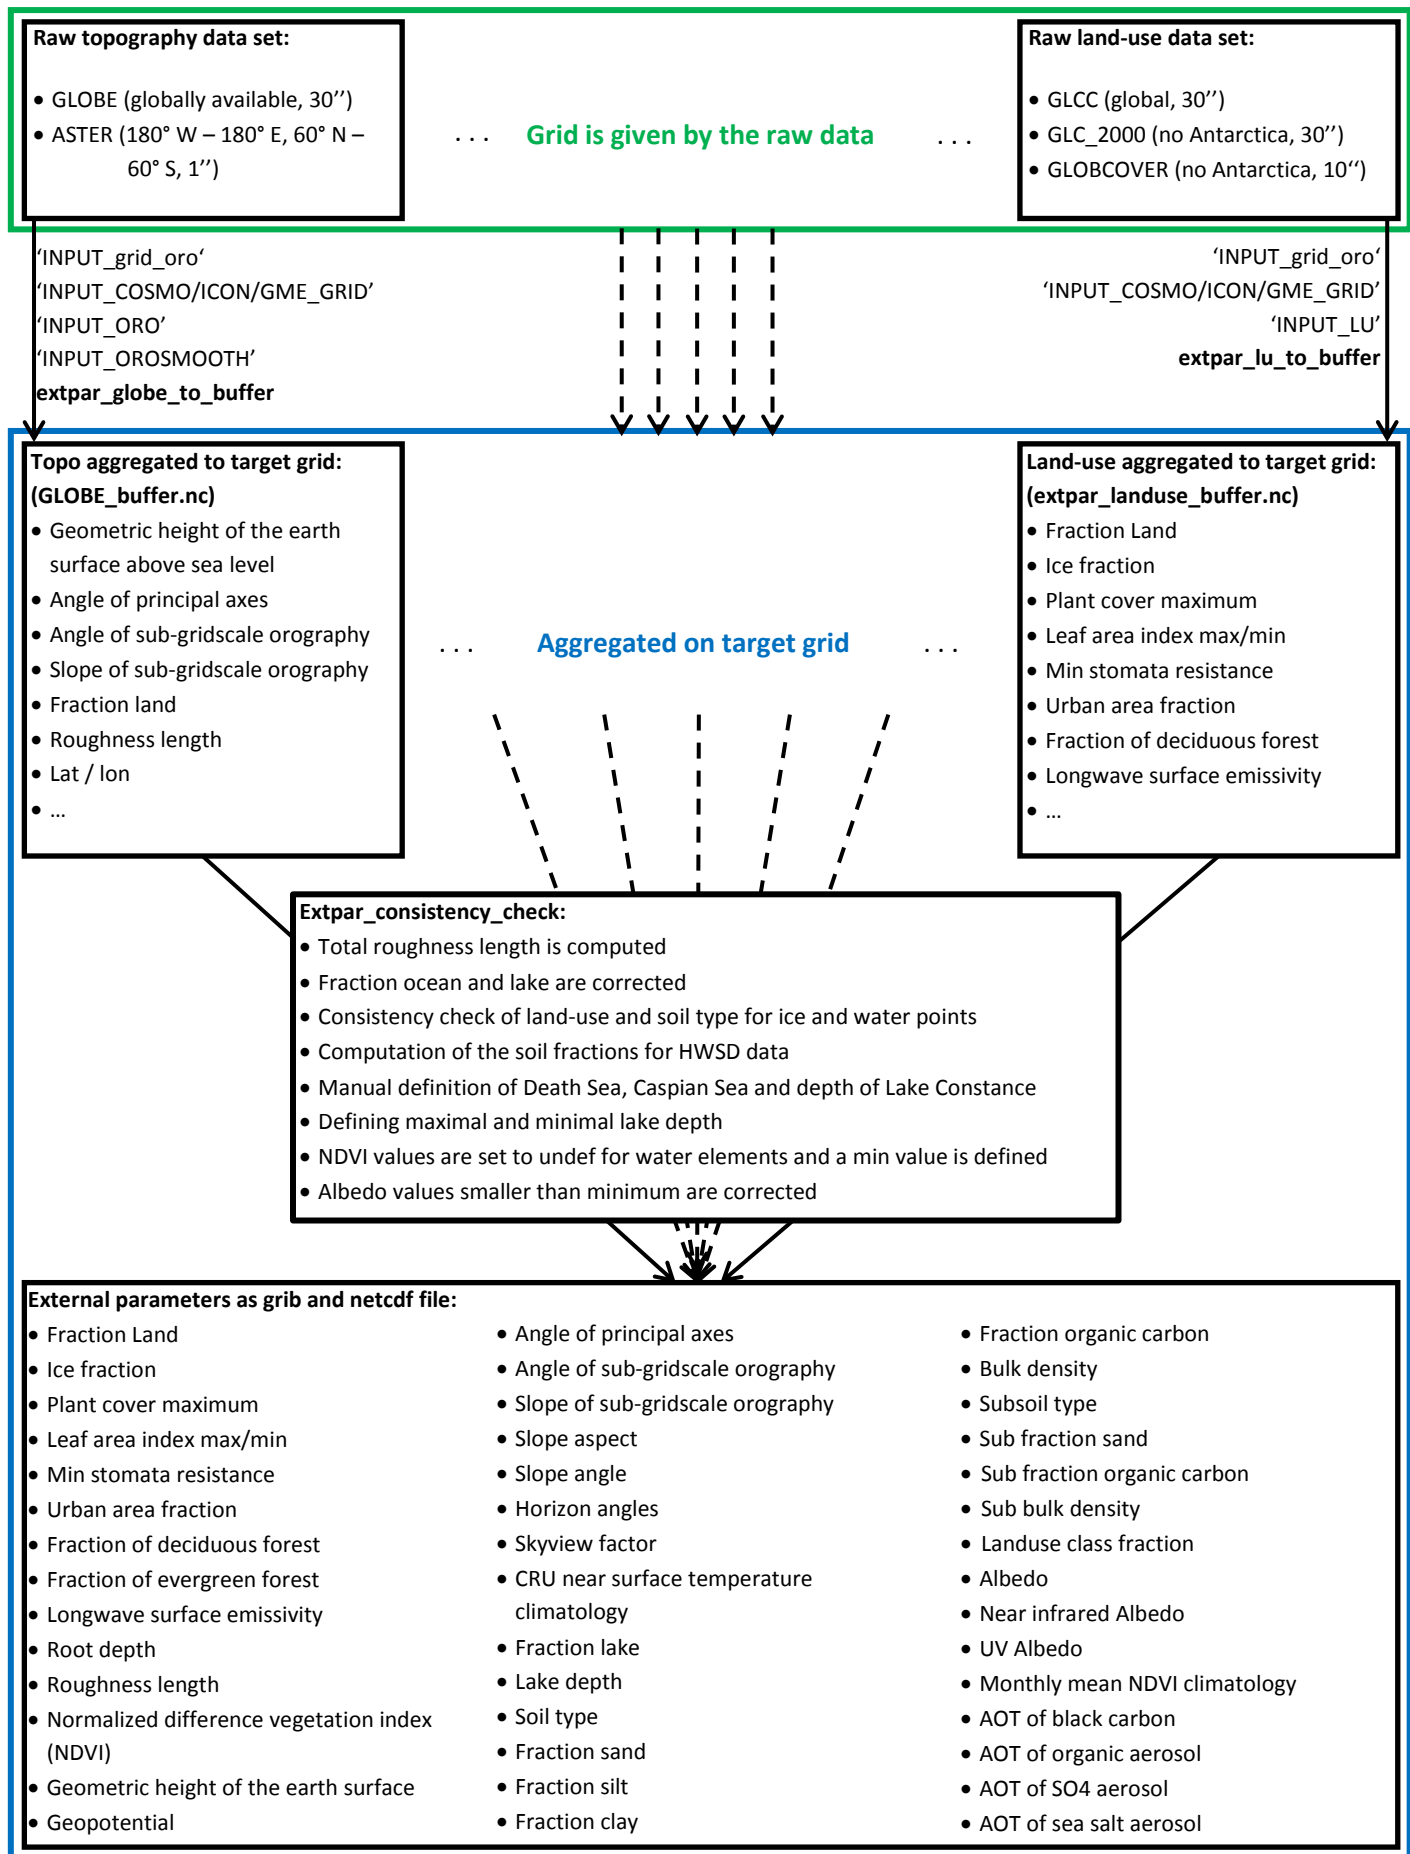 Raw topography data set:
• GLOBE (globally available, 30’’)
• ASTER (180° W – 180° E, 60° N –
60° S, 1’’)
. . . Grid is given by the raw data . . .
Raw land-use data set:
• GLCC (global, 30’’)
• GLC_2000 (no Antarctica, 30’’)
• GLOBCOVER (no Antarctica, 10‘‘)
‘INPUT_grid_oro‘
‘INPUT_COSMO/ICON/GME_GRID’
‘INPUT_ORO’
‘INPUT_OROSMOOTH’
extpar_globe_to_buffer
‘INPUT_grid_oro‘
‘INPUT_COSMO/ICON/GME_GRID’
‘INPUT_LU’
extpar_lu_to_buffer
Topo aggregated to target grid:
(GLOBE_buffer.nc)
• Geometric height of the earth
surface above sea level
• Angle of principal axes
• Angle of sub-gridscale orography
• Slope of sub-gridscale orography
• Fraction land
• Roughness length
• Lat / lon
• ...
. . . Aggregated on target grid . . .
Land-use aggregated to target grid:
(extpar_landuse_buffer.nc)
• Fraction Land
• Ice fraction
• Plant cover maximum
• Leaf area index max/min
• Min stomata resistance
• Urban area fraction
• Fraction of deciduous forest
• Longwave surface emissivity
• ...
Extpar_consistency_check:
• Total roughness length is computed
• Fraction ocean and lake are corrected
• Consistency check of land-use and soil type for ice and water points
• Computation of the soil fractions for HWSD data
• Manual definition of Death Sea, Caspian Sea and depth of Lake Constance
• Defining maximal and minimal lake depth
• NDVI values are set to undef for water elements and a min value is defined
• Albedo values smaller than minimum are corrected
External parameters as grib and netcdf file:
• Fraction Land
• Ice fraction
• Plant cover maximum
• Leaf area index max/min
• Min stomata resistance
• Urban area fraction
• Fraction of deciduous forest
• Fraction of evergreen forest
• Longwave surface emissivity
• Root depth
• Roughness length
• Normalized difference vegetation index
(NDVI)
• Geometric height of the earth surface
• Geopotential
• Angle of principal axes
• Angle of sub-gridscale orography
• Slope of sub-gridscale orography
• Slope aspect
• Slope angle
• Horizon angles
• Skyview factor
• CRU near surface temperature
climatology
• Fraction lake
• Lake depth
• Soil type
• Fraction sand
• Fraction silt
• Fraction clay
• Fraction organic carbon
• Bulk density
• Subsoil type
• Sub fraction sand
• Sub fraction organic carbon
• Sub bulk density
• Landuse class fraction
• Albedo
• Near infrared Albedo
• UV Albedo
• Monthly mean NDVI climatology
• AOT of black carbon
• AOT of organic aerosol
• AOT of SO4 aerosol
• AOT of sea salt aerosol